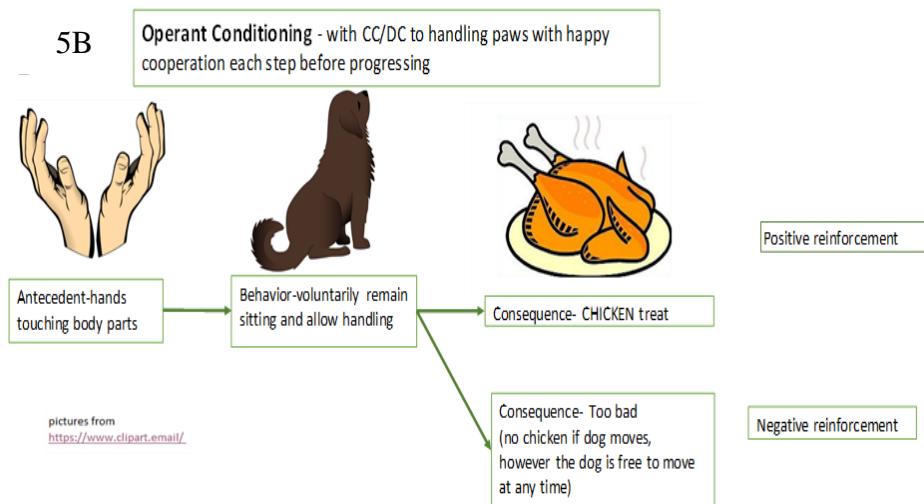 5B
Operant Conditioning - with CC/DC to handling paws with happy
cooperation each step before progressing
Positive reinforcement
Antecedent-hands
touching body parts
Behavior-voluntarily remain
sitting and allow handling
Consequence- CHICKEN treat
Consequence- Too bad
(no chicken if dog moves,
however the dog is free to move
at any time)
Negative reinforcement
pictures from
https://www.clipart.email/